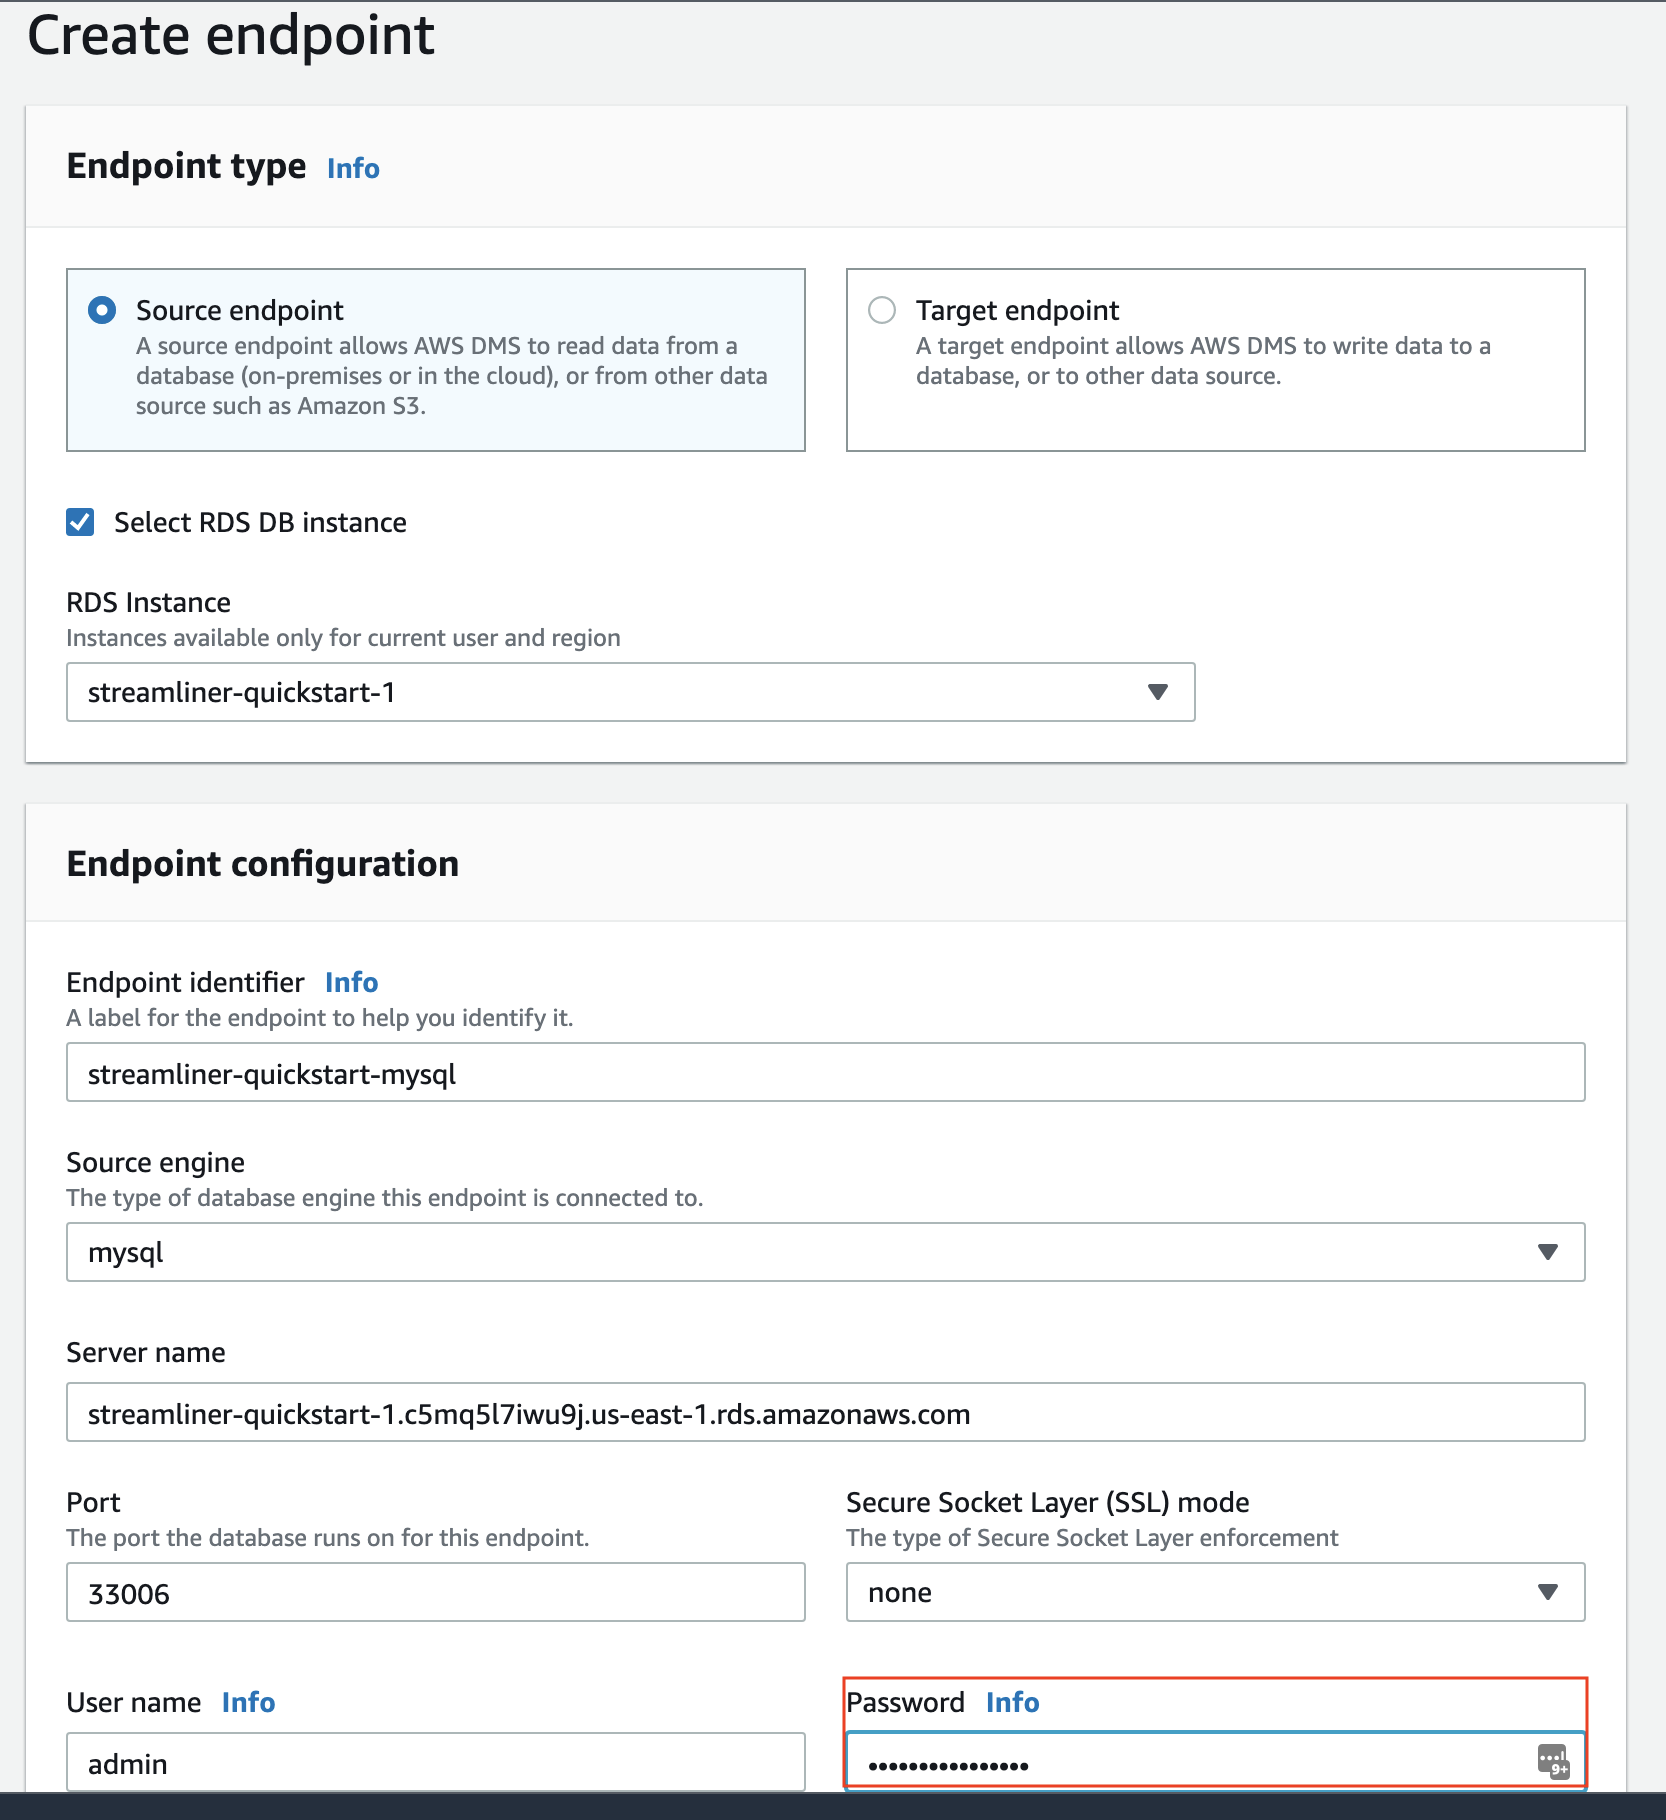 Create endpoint
Endpoint type Info
Source endpoint
A source endpoint allows AWS DMS to read data from a
database (on-premises or in the cloud), or from other data
source such as Amazon S3.
Target endpoint
A target endpoint allows AWS DMS to write data to a
database, or to other data source.
Select RDS DB instance
RDS Instance
Instances available only for current user and region
streamliner-quickstart-1
Endpoint configuration
Endpoint identifier Info
A label for the endpoint to help you identify it.
streamliner-quickstart-mysql
Source engine
The type of database engine this endpoint is connected to.
mysql
Server name
streamliner-quickstart-1.c5mq5l7iwu9j.us-east-1.rds.amazonaws.com
Port
The port the database runs on for this endpoint.
33006
Secure Socket Layer (SSL) mode
The type of Secure Socket Layer enforcement
none
User name Info
admin
Password Info
••••••••••••••••
9+